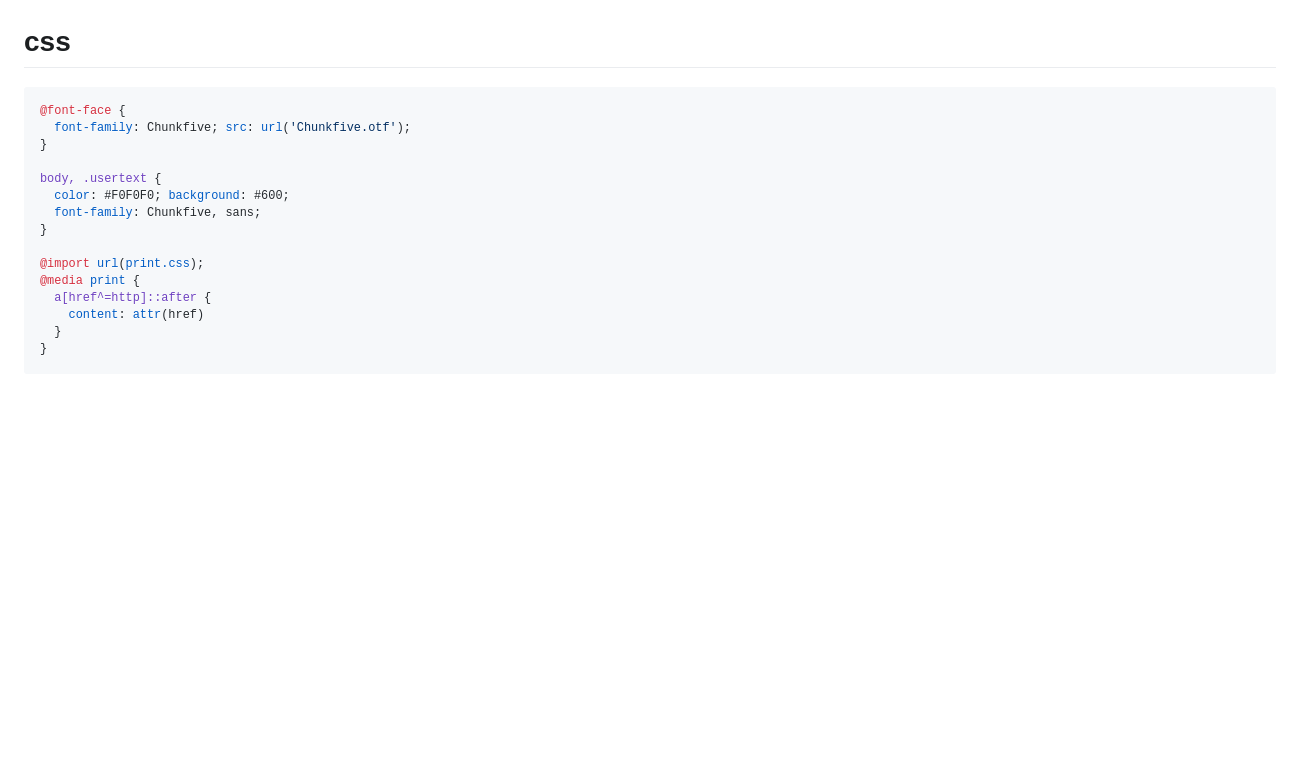 css
@font-face {
  font-family: Chunkfive; src: url('Chunkfive.otf');
}

body, .usertext {
  color: #F0F0F0; background: #600;
  font-family: Chunkfive, sans;
}

@import url(print.css);
@media print {
  a[href^=http]::after {
    content: attr(href)
  }
}